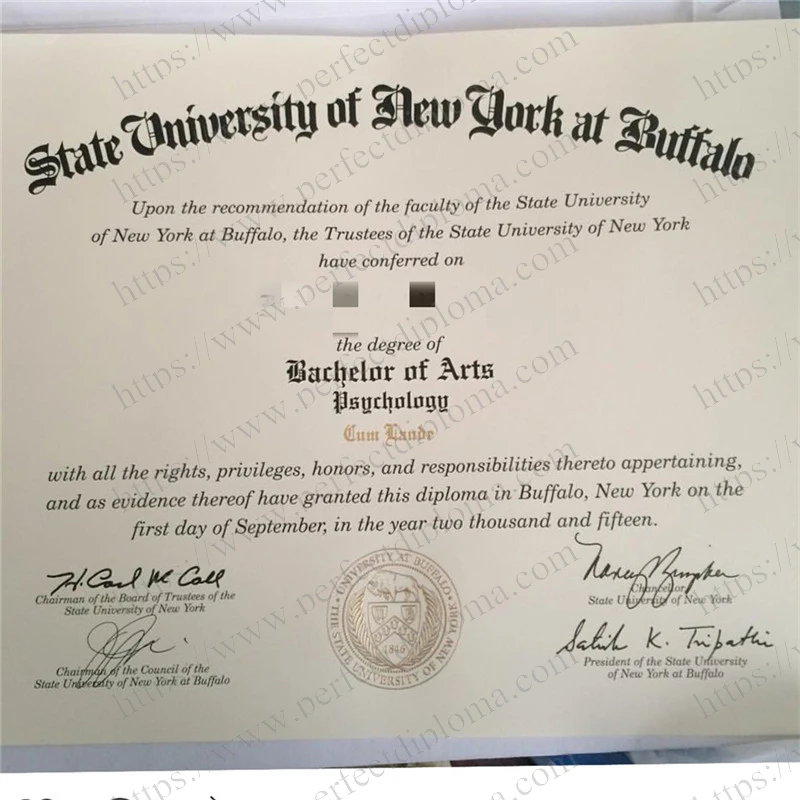 State University of New York at Buffalo
Upon the recommendation of the faculty of the State University
of New York at Buffalo, the Trustees of the State University of New York
have conferred on
the degree of
Bachelor of Arts
Psychology
Cum Laude
with all the rights, privileges, honors, and responsibilities thereto appertaining,
and as evidence thereof have granted this diploma in Buffalo, New York on the
first day of September, in the year two thousand and fifteen.
H. Carl McCall
Chairman of the Board of Trustees of the
State University of New York
Chairman of the Council of the
State University of New York at Buffalo
UNIVERSITY AT BUFFALO
THE STATE UNIVERSITY OF NEW YORK
1846
Nancy Zimpher
Chancellor
State University of New York
Satish K. Tripathi
President of the State University
of New York at Buffalo
https://www.perfectdiploma.com